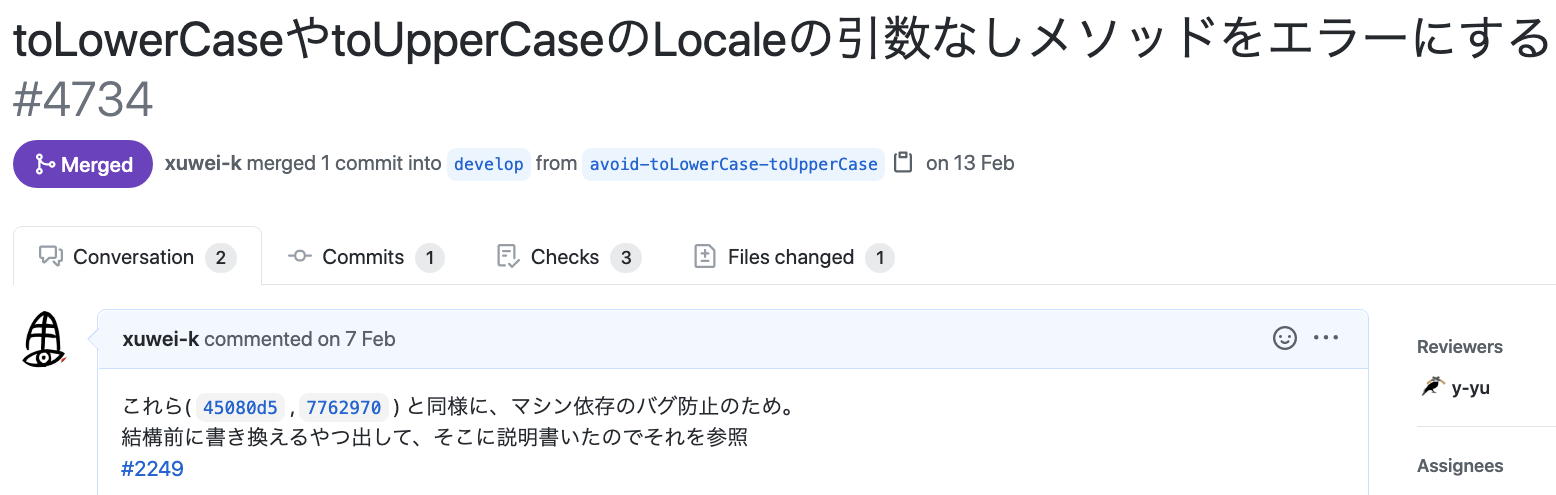 toLowerCaseやtoUpperCaseのLocaleの引数なしメソッドをエラーにする
#4734
Merged xuwei-k merged 1 commit into develop from avoid-toLowerCase-toUpperCase on 13 Feb
Conversation 2 Commits 1 Checks 3 Files changed 1
xuwei-k commented on 7 Feb
これら( 45080d5 , 7762970 ) と同様に、マシン依存のバグ防止のため。
結構前に書き換えるやつ出して、そこに説明書いたのでそれを参照
#2249
Reviewers
y-yu
Assignees